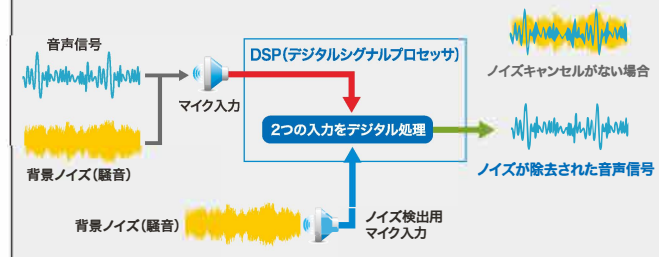 音声信号
DSP(デジタルシグナルプロセッサ)
ノイズキャンセルがない場合
マイク入力
2つの入力をデジタル処理
背景ノイズ(騒音)
ノイズが除去された音声信号
背景ノイズ(騒音)
ノイズ検出用
マイク入力